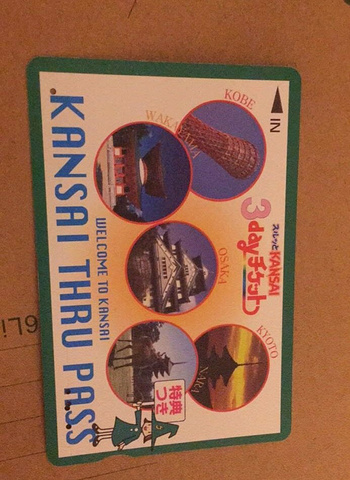 IN
スルッとKANSAI
3dayチケット
KOBE
WAKAYAMA
OSAKA
KYOTO
NARA
WELCOME TO KANSAI
特典
つき
KANSAI THRU PASS
6Li